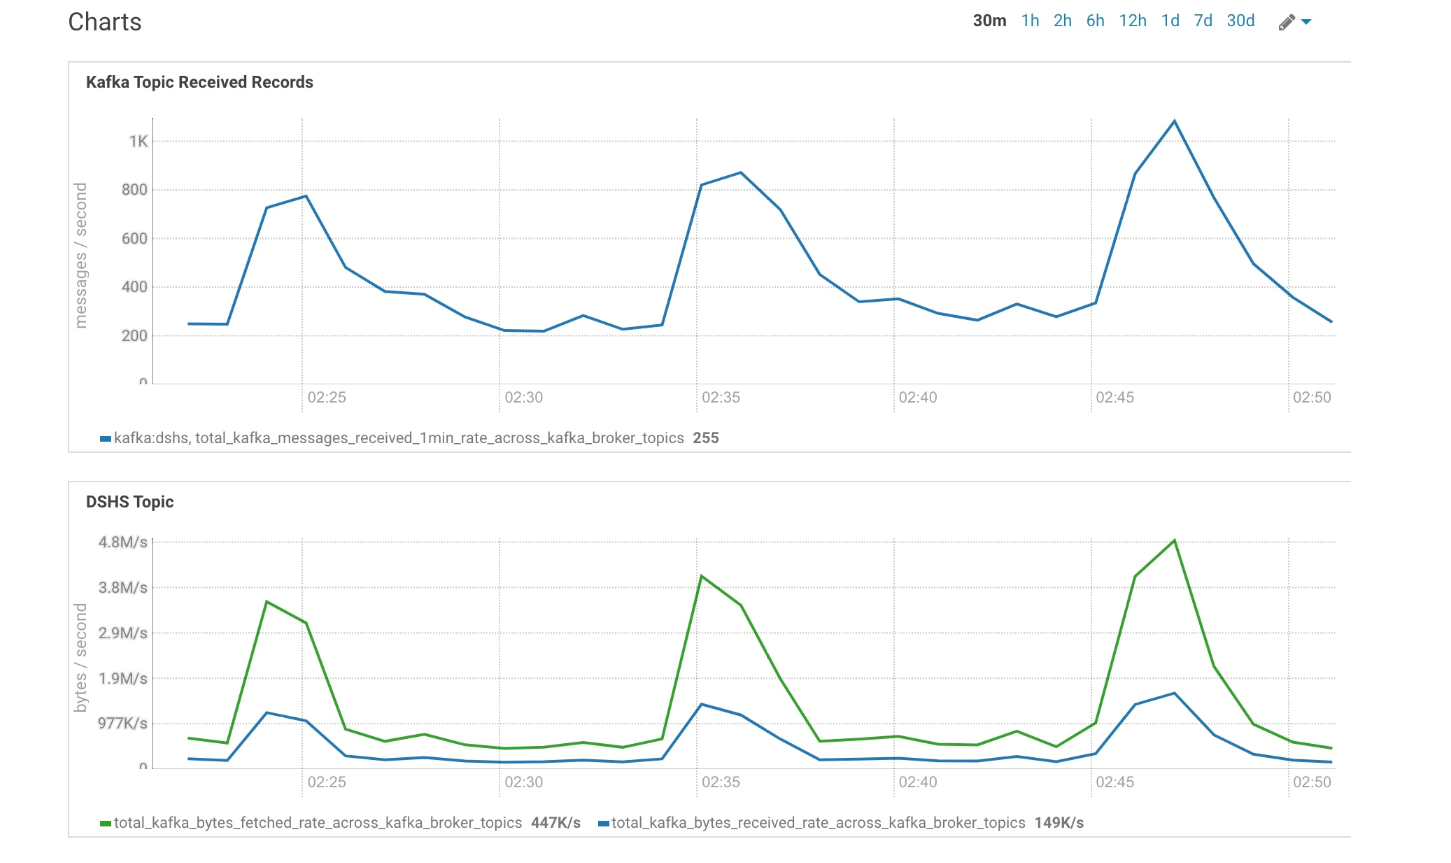 Charts
30m 1h 2h 6h 12h 1d 7d 30d
Kafka Topic Received Records
messages / second
1K
800
600
400
200
0
02:25 02:30 02:35 02:40 02:45 02:50
kafka:dshs, total_kafka_messages_received_1min_rate_across_kafka_broker_topics 255
DSHS Topic
bytes / second
4.8M/s
3.8M/s
2.9M/s
1.9M/s
977K/s
0
02:25 02:30 02:35 02:40 02:45 02:50
total_kafka_bytes_fetched_rate_across_kafka_broker_topics 447K/s total_kafka_bytes_received_rate_across_kafka_broker_topics 149K/s